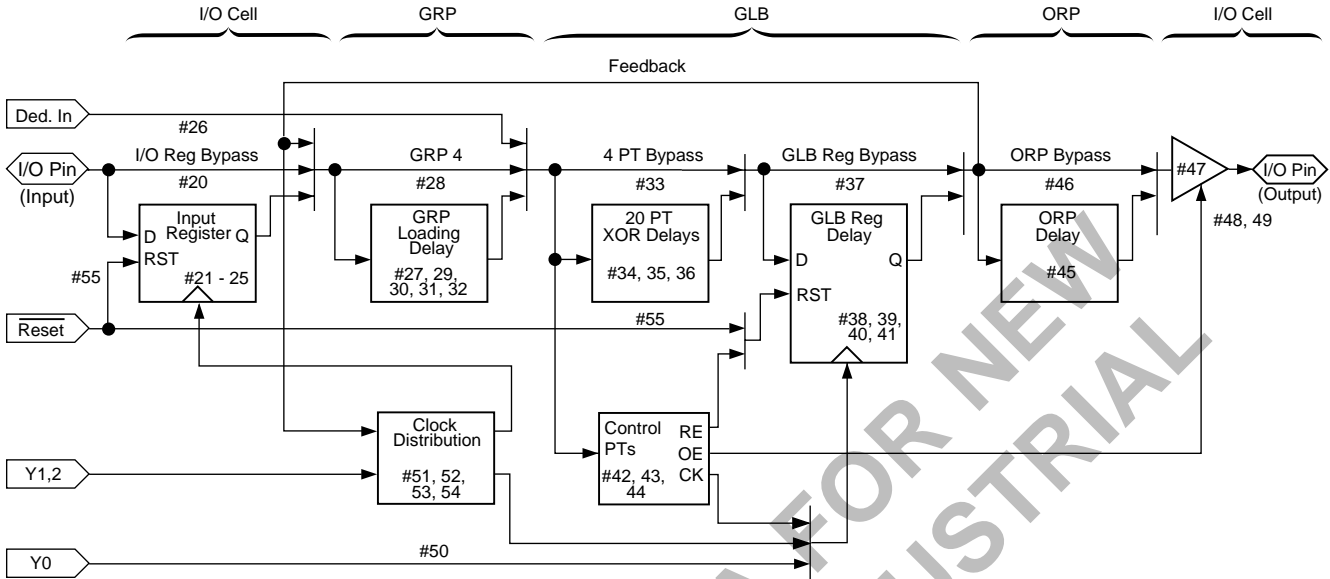 I/O Cell GRP GLB ORP I/O Cell
Feedback
Ded. In
#26
I/O Pin
(Input)
I/O Reg Bypass
#20
GRP 4
#28
4 PT Bypass
#33
GLB Reg Bypass
#37
ORP Bypass
#46
#47
I/O Pin
(Output)
#48, 49
Input
Register
D Q
RST
#21 - 25
#55
GRP
Loading
Delay
#27, 29,
30, 31, 32
20 PT
XOR Delays
#34, 35, 36
GLB Reg
Delay
D Q
RST
#38, 39,
40, 41
ORP
Delay
#45
Reset
#55
Clock
Distribution
#51, 52,
53, 54
Control
PTs
RE
OE
CK
#42, 43,
44
Y1,2
Y0
#50
FOR NEW
USTRIAL